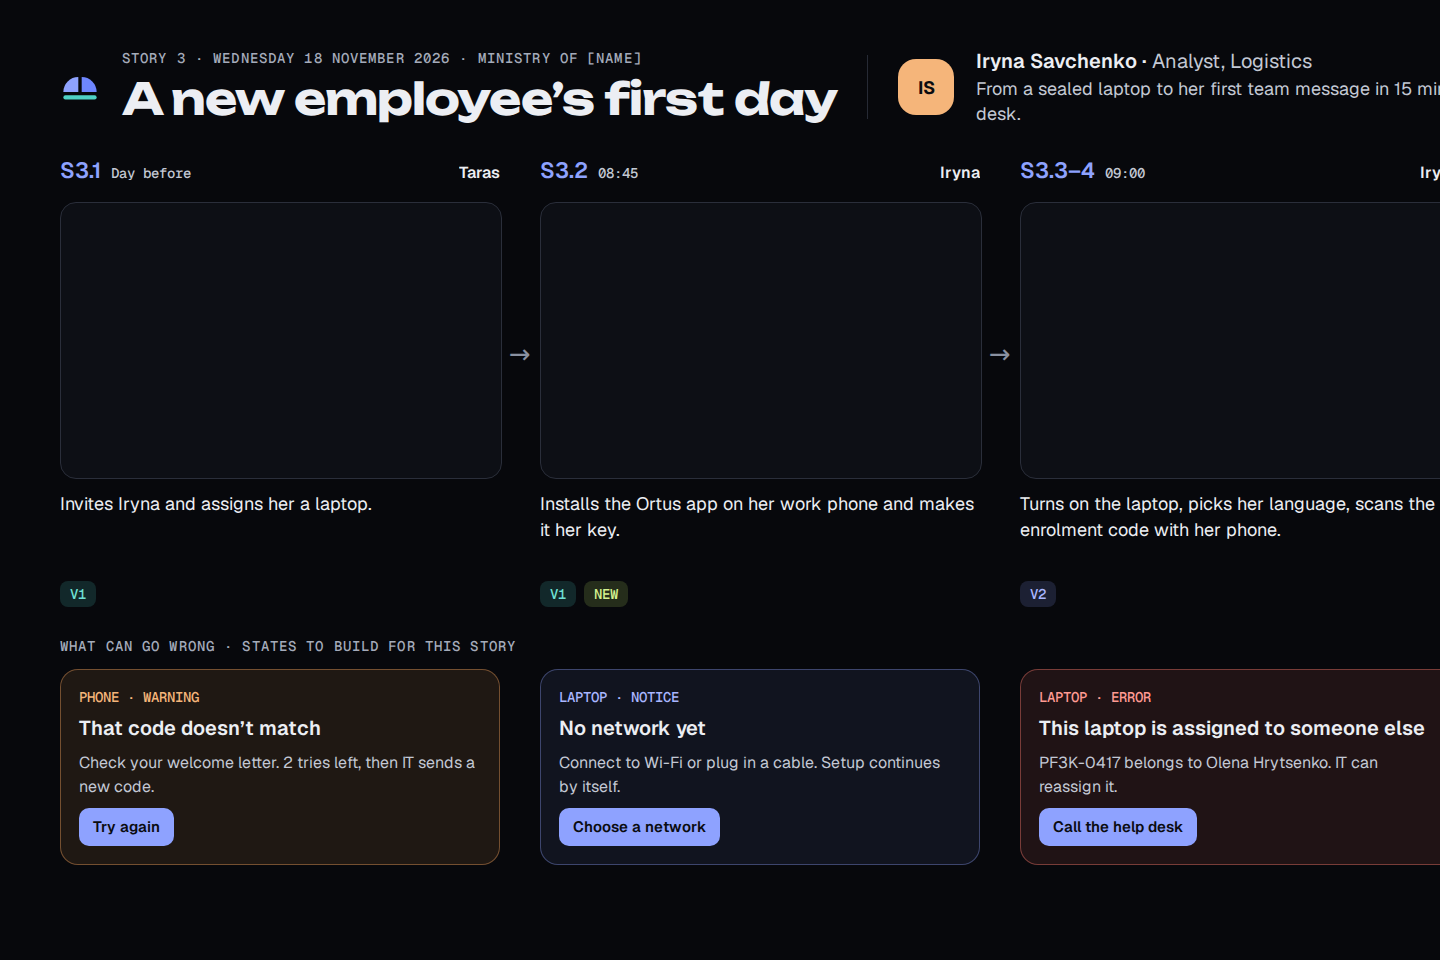 STORY 3 · WEDNESDAY 18 NOVEMBER 2026 · MINISTRY OF [NAME]
A new employee’s first day
IS
Iryna Savchenko · Analyst, Logistics
From a sealed laptop to her first team message in 15
desk.
S3.1 Day before Taras
S3.2 08:45 Iryna
S3.3–4 09:00
→
→
Invites Iryna and assigns her a laptop.
Installs the Ortus app on her work phone and makes
it her key.
Turns on the laptop, picks her language, scans the
enrolment code with her phone.
V1
V1 NEW
V2
WHAT CAN GO WRONG · STATES TO BUILD FOR THIS STORY
PHONE · WARNING
That code doesn’t match
Check your welcome letter. 2 tries left, then IT sends a
new code.
Try again
LAPTOP · NOTICE
No network yet
Connect to Wi-Fi or plug in a cable. Setup continues
by itself.
Choose a network
LAPTOP · ERROR
This laptop is assigned to someone else
PF3K-0417 belongs to Olena Hrytsenko. IT can
reassign it.
Call the help desk